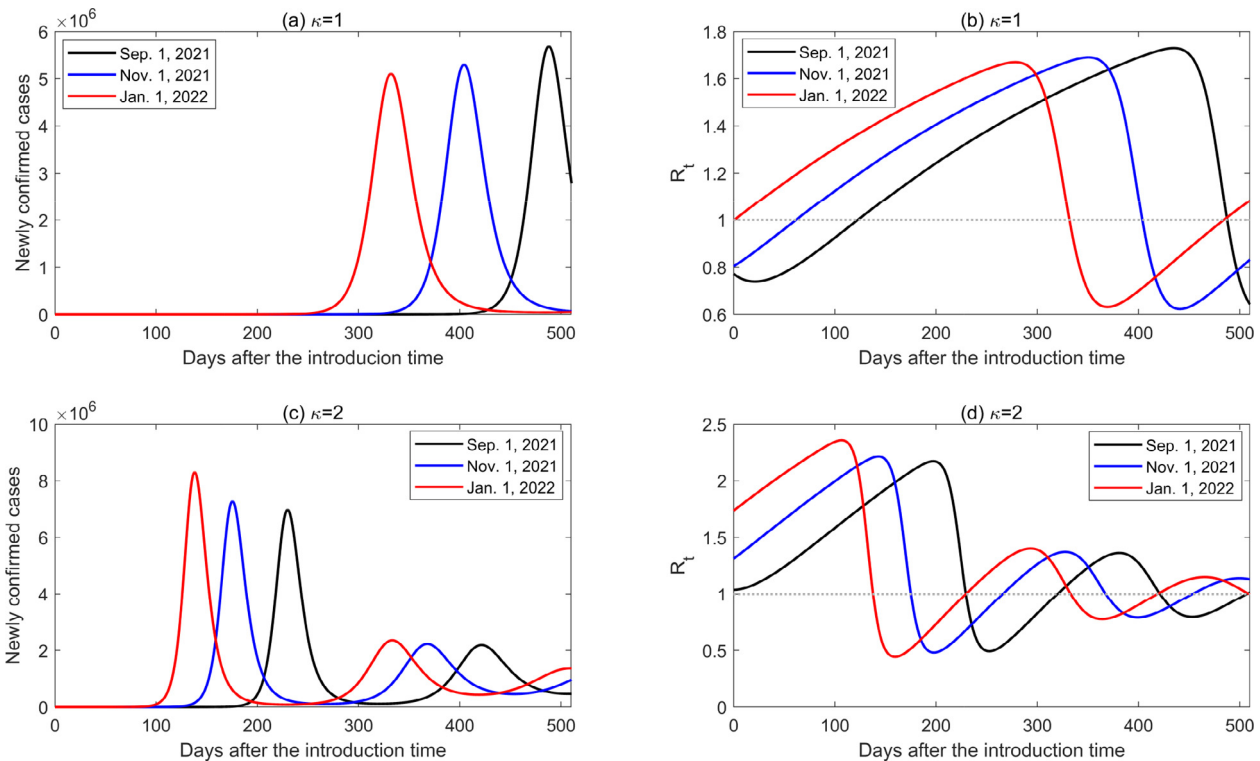 (a) κ=1
×10⁶
6
5
4
3
2
1
0
Newly confirmed cases
Sep. 1, 2021
Nov. 1, 2021
Jan. 1, 2022
0 100 200 300 400 500
Days after the introducion time
(b) κ=1
1.8
1.6
1.4
1.2
1
0.8
0.6
R_t
Sep. 1, 2021
Nov. 1, 2021
Jan. 1, 2022
0 100 200 300 400 500
Days after the introducion time
(c) κ=2
×10⁶
10
8
6
4
2
0
Newly confirmed cases
Sep. 1, 2021
Nov. 1, 2021
Jan. 1, 2022
0 100 200 300 400 500
Days after the introducion time
(d) κ=2
2.5
2
1.5
1
0.5
0
R_t
Sep. 1, 2021
Nov. 1, 2021
Jan. 1, 2022
0 100 200 300 400 500
Days after the introducion time